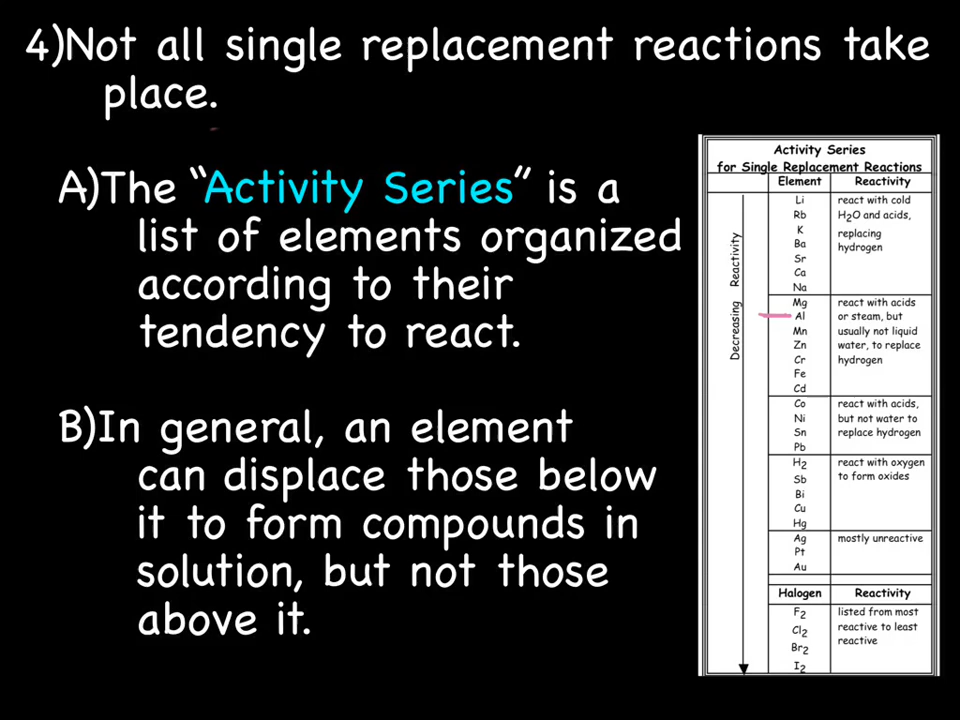 4)Not all single replacement reactions take
place.
A)The "Activity Series" is a
list of elements organized
according to their
tendency to react.
B)In general, an element
can displace those below
it to form compounds in
solution, but not those
above it.
Activity Series
for Single Replacement Reactions
Element Reactivity
Decreasing Reactivity
Li react with cold
Rb H2O and acids,
K replacing
Ba hydrogen
Sr
Ca
Na
Mg react with acids
Al or steam, but
Mn usually not liquid
Zn water, to replace
Cr hydrogen
Fe
Cd
Co react with acids,
Ni but not water to
Sn replace hydrogen
Pb
H2 react with oxygen
Sb to form oxides
Bi
Cu
Hg
Ag mostly unreactive
Pt
Au
Halogen Reactivity
F2 listed from most
Cl2 reactive to least
Br2 reactive
I2